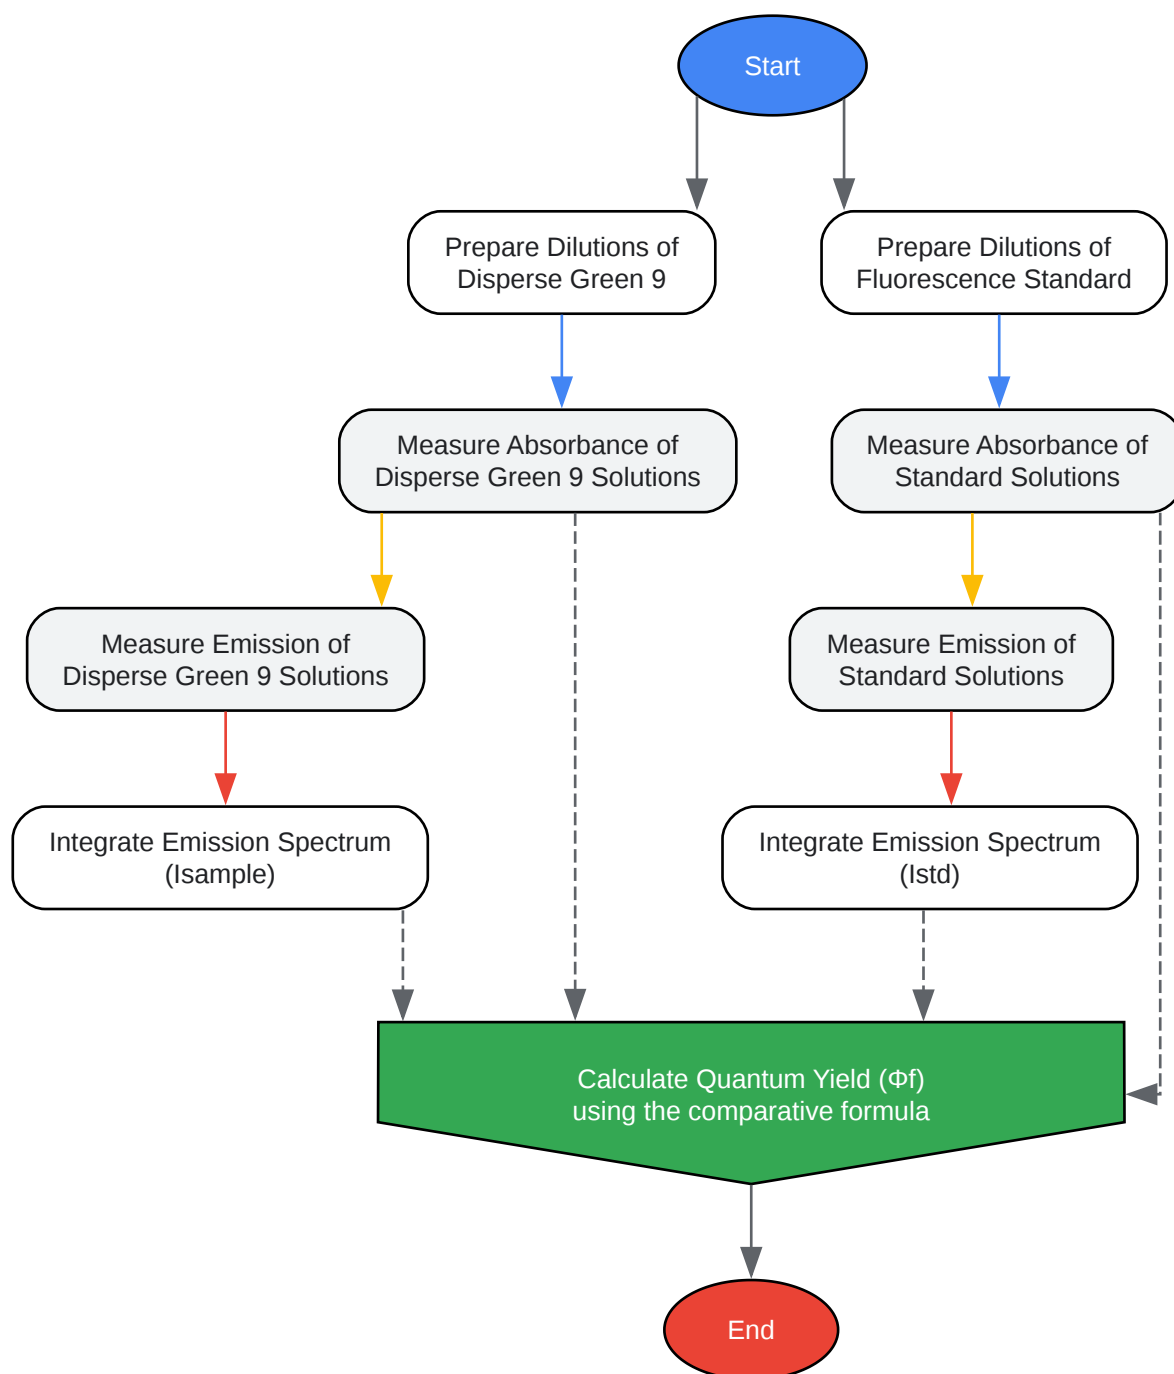 Start
Prepare Dilutions of
Disperse Green 9
Prepare Dilutions of
Fluorescence Standard
Measure Absorbance of
Disperse Green 9 Solutions
Measure Absorbance of
Standard Solutions
Measure Emission of
Disperse Green 9 Solutions
Measure Emission of
Standard Solutions
Integrate Emission Spectrum
(Isample)
Integrate Emission Spectrum
(Istd)
Calculate Quantum Yield (Φf)
using the comparative formula
End